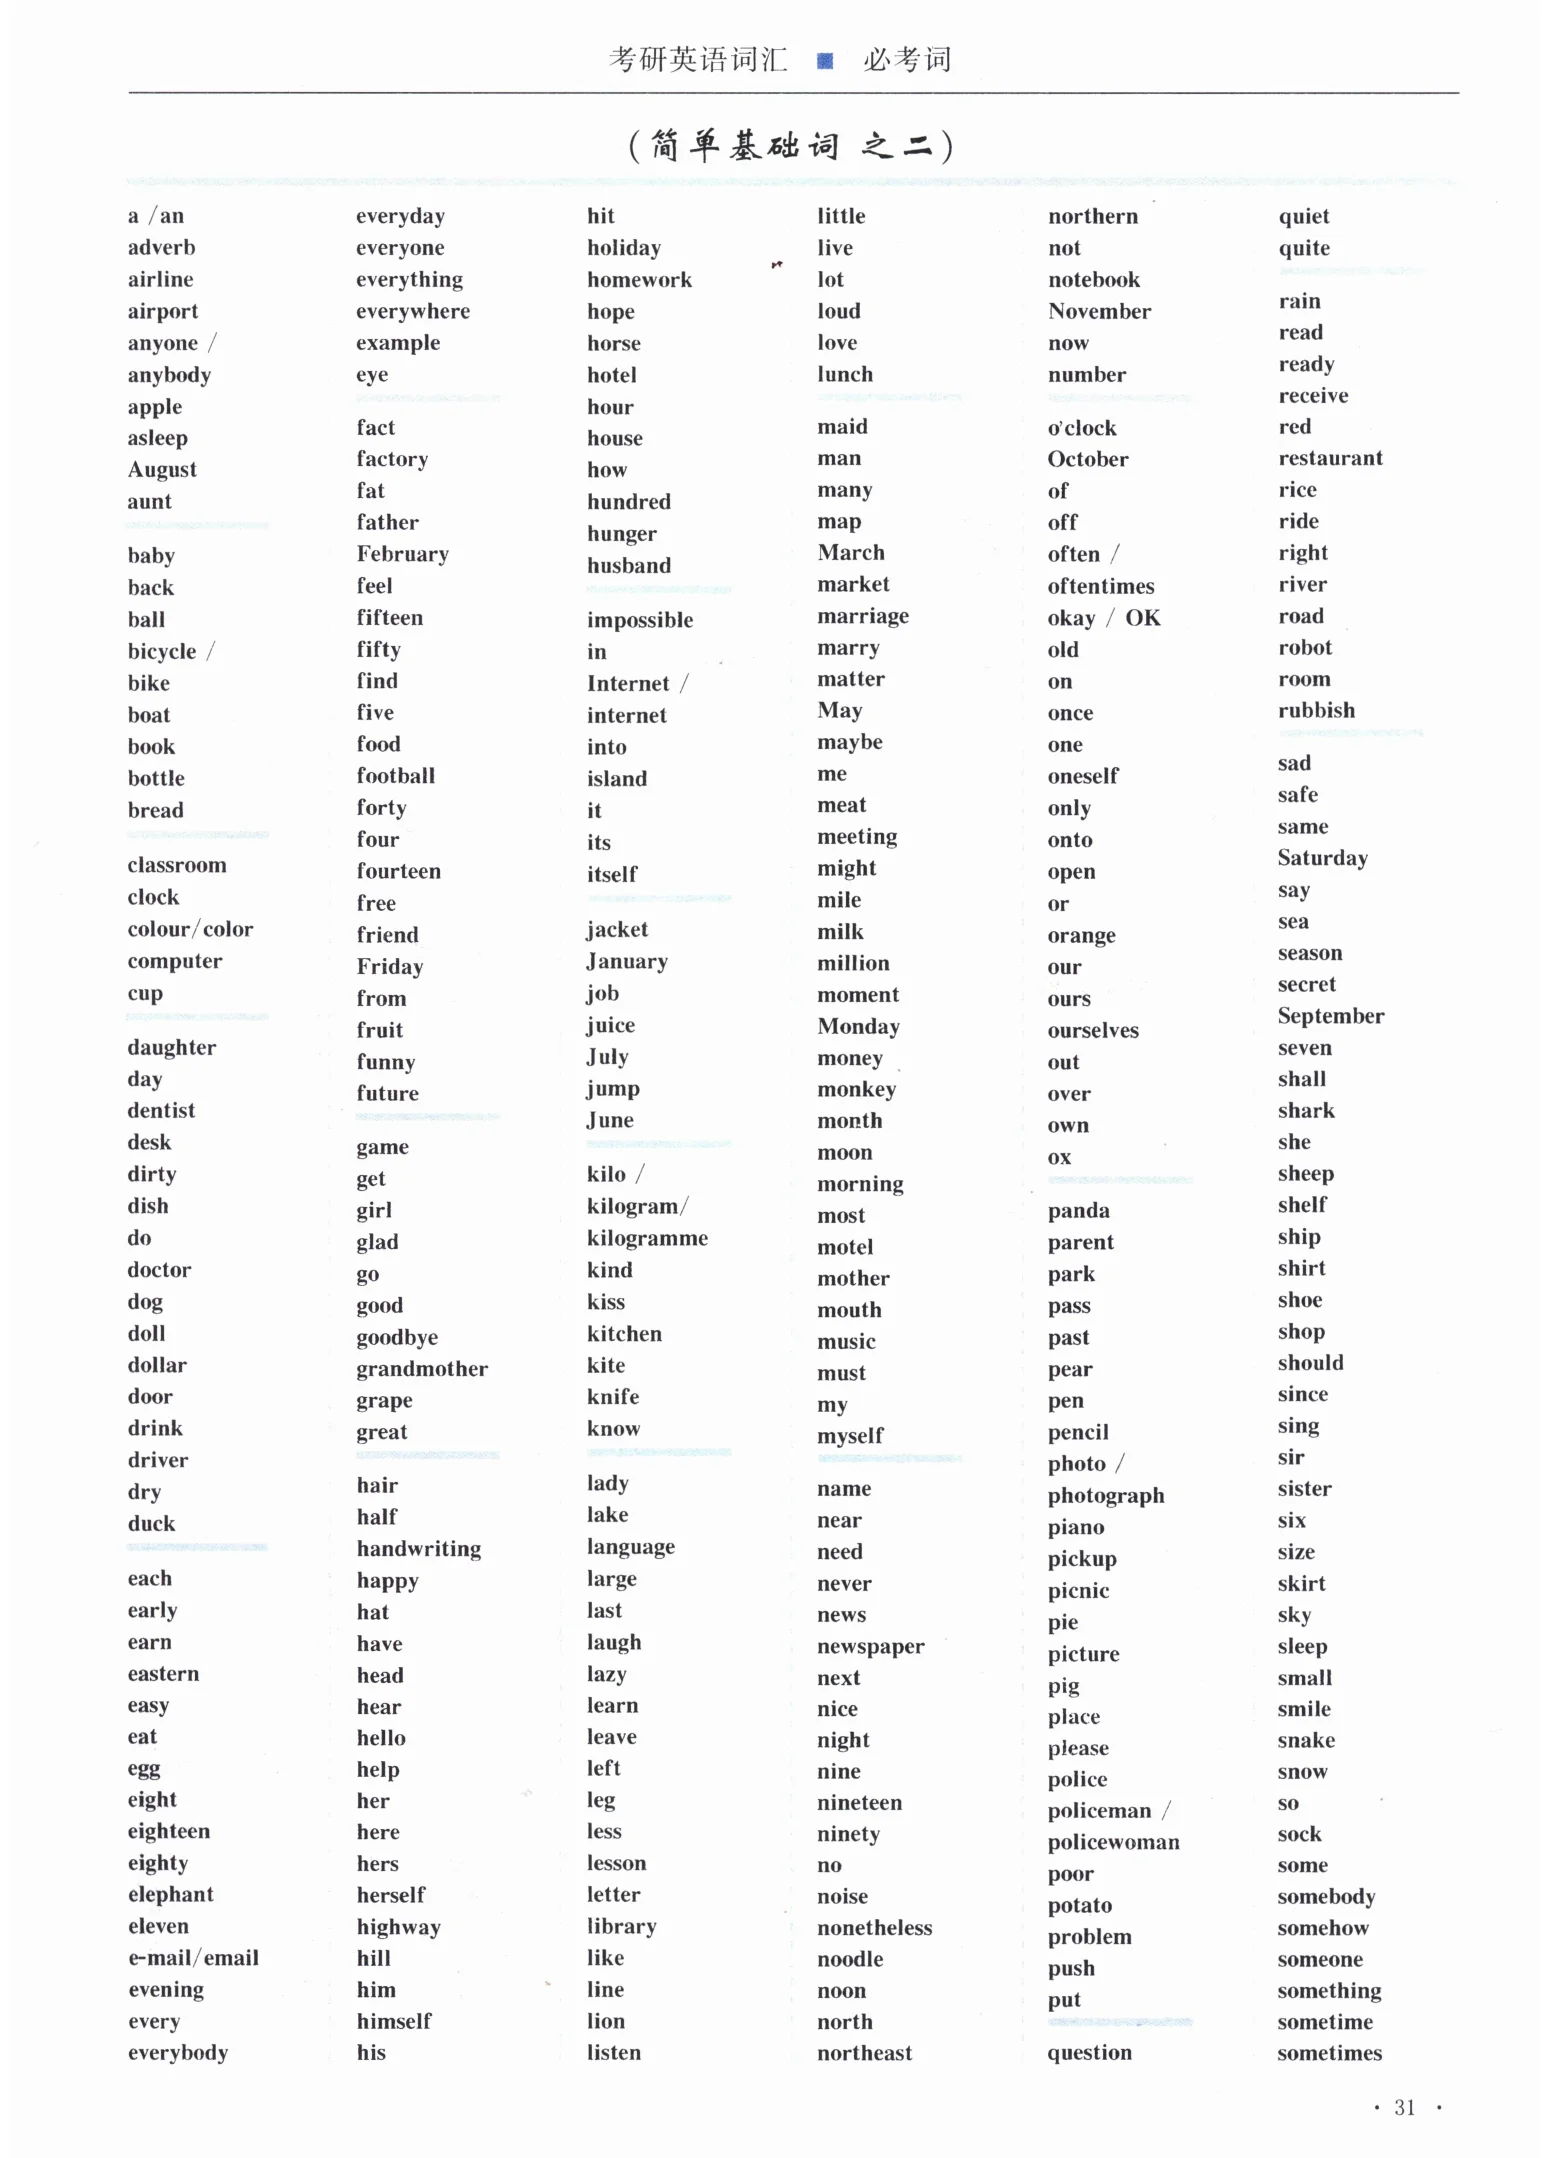 考研英语词汇 ■ 必考词
(简单基础词 之二)
a /an
adverb
airline
airport
anyone /
anybody
apple
asleep
August
aunt
baby
back
ball
bicycle /
bike
boat
book
bottle
bread
classroom
clock
colour/color
computer
cup
daughter
day
dentist
desk
dirty
dish
do
doctor
dog
doll
dollar
door
drink
driver
dry
duck
each
early
earn
eastern
easy
eat
egg
eight
eighteen
eighty
elephant
eleven
e-mail/email
evening
every
everybody
everyday
everyone
everything
everywhere
example
eye
fact
factory
fat
father
February
feel
fifteen
fifty
find
five
food
football
forty
four
fourteen
free
friend
Friday
from
fruit
funny
future
game
get
girl
glad
go
good
goodbye
grandmother
grape
great
hair
half
handwriting
happy
hat
have
head
hear
hello
help
her
here
hers
herself
highway
hill
him
himself
his
hit
holiday
homework
hope
horse
hotel
hour
house
how
hundred
hunger
husband
impossible
in
Internet /
internet
into
island
it
its
itself
jacket
January
job
juice
July
jump
June
kilo /
kilogram/
kilogramme
kind
kiss
kitchen
kite
knife
know
lady
lake
language
large
last
laugh
lazy
learn
leave
left
leg
less
lesson
letter
library
like
line
lion
listen
little
live
lot
loud
love
lunch
maid
man
many
map
March
market
marriage
marry
matter
May
maybe
me
meat
meeting
might
mile
milk
million
moment
Monday
money
monkey
month
moon
morning
most
motel
mother
mouth
music
must
my
myself
name
near
need
never
news
newspaper
next
nice
night
nine
nineteen
ninety
no
noise
nonetheless
noodle
noon
north
northeast
northern
not
notebook
November
now
number
o'clock
October
of
off
often /
oftentimes
okay / OK
old
on
once
one
oneself
only
onto
open
or
orange
our
ours
ourselves
out
over
own
ox
panda
parent
park
pass
past
pear
pen
pencil
photo /
photograph
piano
pickup
picnic
pie
picture
pig
place
please
police
policeman /
policewoman
poor
potato
problem
push
put
question
quiet
quite
rain
read
ready
receive
red
restaurant
rice
ride
right
river
road
robot
room
rubbish
sad
safe
same
Saturday
say
sea
season
secret
September
seven
shall
shark
she
sheep
shelf
ship
shirt
shoe
shop
should
since
sing
sir
sister
six
size
skirt
sky
sleep
small
smile
snake
snow
so
sock
some
somebody
somehow
someone
something
sometime
sometimes
· 31 ·